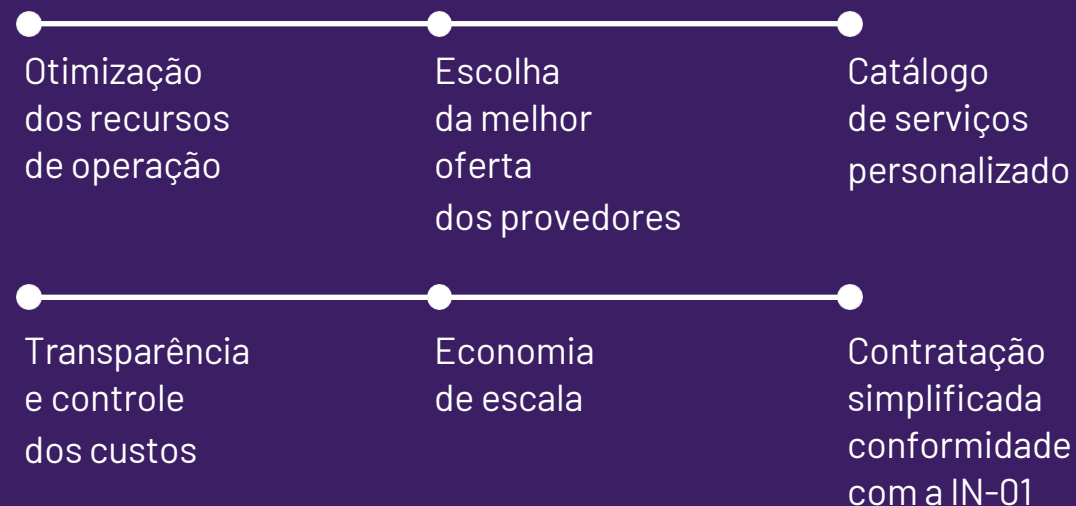 Otimização
dos recursos
de operação
Escolha
da melhor
oferta
dos provedores
Catálogo
de serviços
personalizado
Transparência
e controle
dos custos
Economia
de escala
Contratação
simplificada
conformidade
com a IN-01